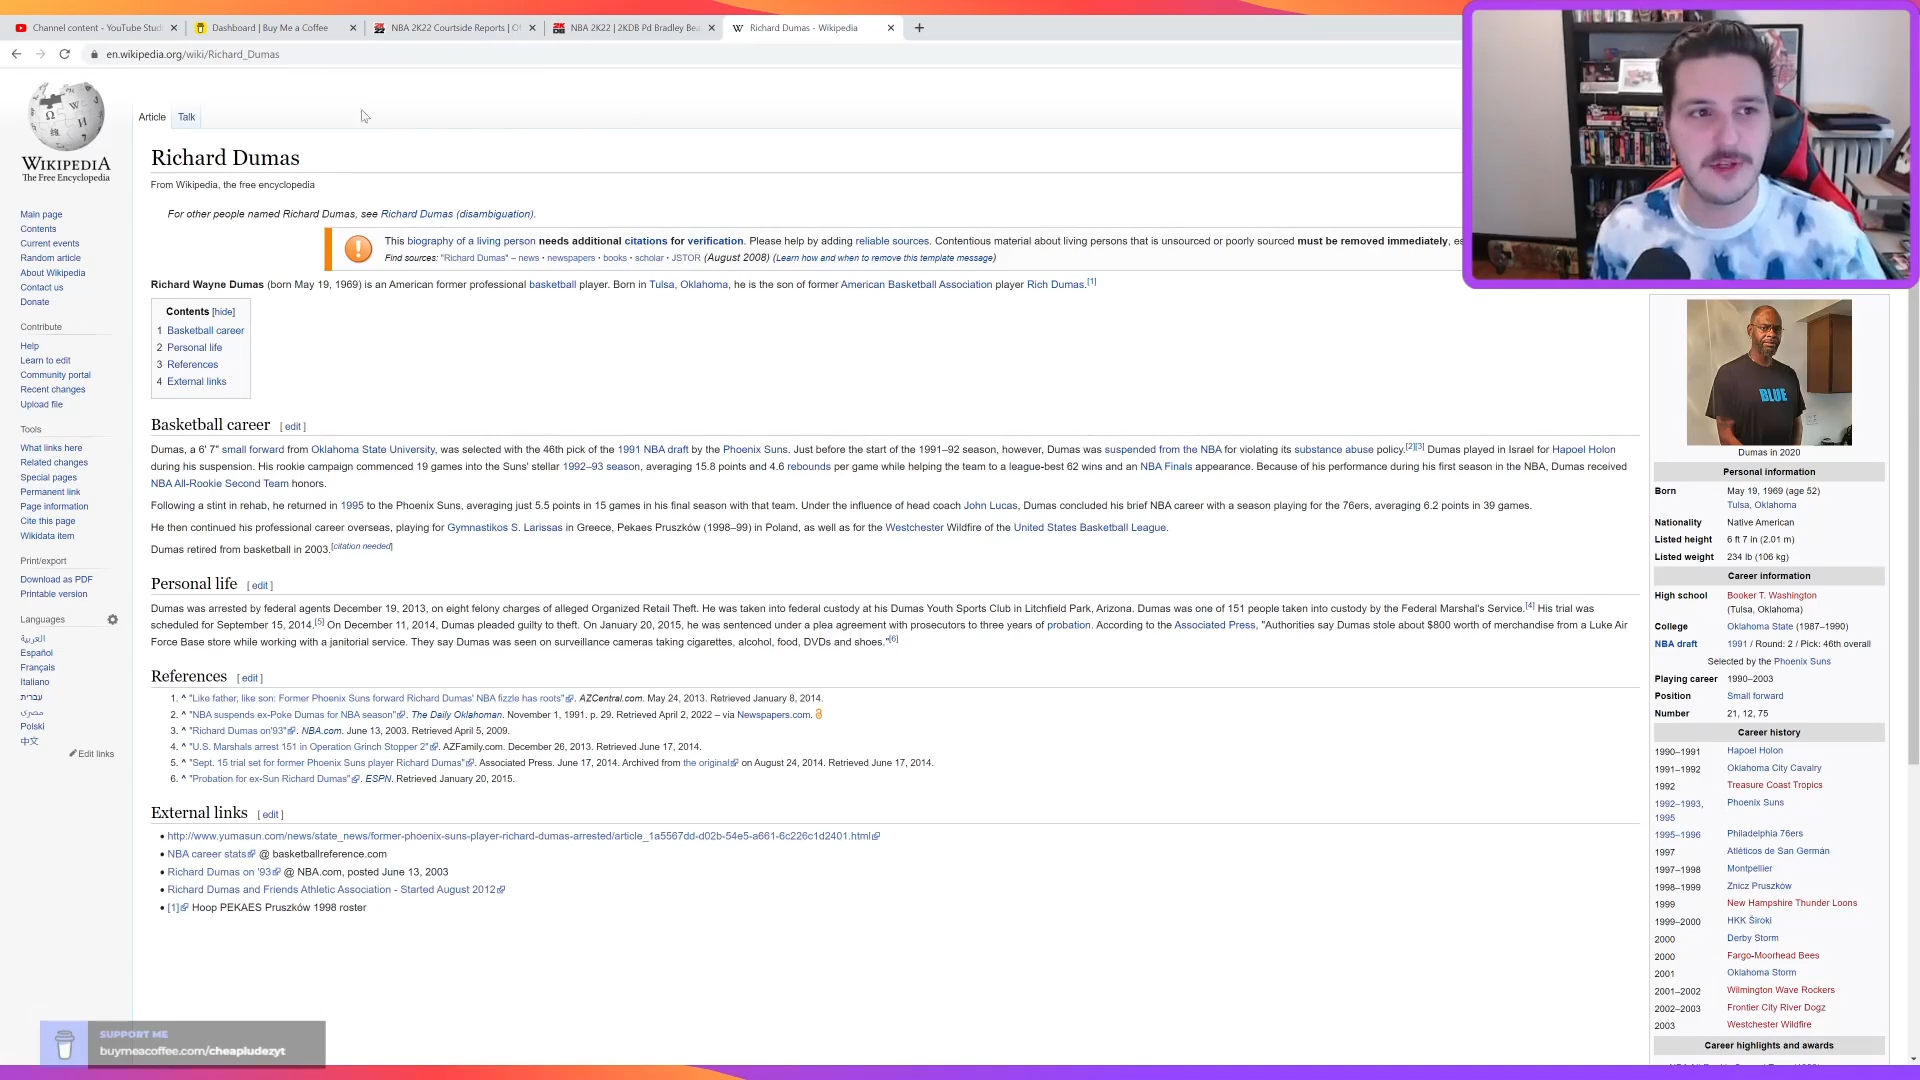 Channel content - YouTube Studi
Dashboard | Buy Me a Coffee
NBA 2K22 Courtside Reports | Of
NBA 2K22 | 2KDB Pd Bradley Bea
Richard Dumas - Wikipedia
en.wikipedia.org/wiki/Richard_Dumas
WIKIPEDIA
The Free Encyclopedia
Main page
Contents
Current events
Random article
About Wikipedia
Contact us
Donate
Contribute
Help
Learn to edit
Community portal
Recent changes
Upload file
Tools
What links here
Related changes
Special pages
Permanent link
Page information
Cite this page
Wikidata item
Print/export
Download as PDF
Printable version
Languages
العربية
Español
Français
Italiano
עברית
مصرى
Polski
中文
Edit links
Article Talk
Richard Dumas
From Wikipedia, the free encyclopedia
For other people named Richard Dumas, see Richard Dumas (disambiguation).
This biography of a living person needs additional citations for verification. Please help by adding reliable sources. Contentious material about living persons that is unsourced or poorly sourced must be removed immediately, es
Find sources: "Richard Dumas" – news · newspapers · books · scholar · JSTOR (August 2008) (Learn how and when to remove this template message)
Richard Wayne Dumas (born May 19, 1969) is an American former professional basketball player. Born in Tulsa, Oklahoma, he is the son of former American Basketball Association player Rich Dumas.[1]
Contents [hide]
1 Basketball career
2 Personal life
3 References
4 External links
Basketball career [ edit ]
Dumas, a 6' 7" small forward from Oklahoma State University, was selected with the 46th pick of the 1991 NBA draft by the Phoenix Suns. Just before the start of the 1991–92 season, however, Dumas was suspended from the NBA for violating its substance abuse policy.[2][3] Dumas played in Israel for Hapoel Holon
during his suspension. His rookie campaign commenced 19 games into the Suns' stellar 1992–93 season, averaging 15.8 points and 4.6 rebounds per game while helping the team to a league-best 62 wins and an NBA Finals appearance. Because of his performance during his first season in the NBA, Dumas received
NBA All-Rookie Second Team honors.
Following a stint in rehab, he returned in 1995 to the Phoenix Suns, averaging just 5.5 points in 15 games in his final season with that team. Under the influence of head coach John Lucas, Dumas concluded his brief NBA career with a season playing for the 76ers, averaging 6.2 points in 39 games.
He then continued his professional career overseas, playing for Gymnastikos S. Larissas in Greece, Pekaes Pruszków (1998–99) in Poland, as well as for the Westchester Wildfire of the United States Basketball League.
Dumas retired from basketball in 2003.[citation needed]
Personal life [ edit ]
Dumas was arrested by federal agents December 19, 2013, on eight felony charges of alleged Organized Retail Theft. He was taken into federal custody at his Dumas Youth Sports Club in Litchfield Park, Arizona. Dumas was one of 151 people taken into custody by the Federal Marshal's Service.[4] His trial was
scheduled for September 15, 2014.[5] On December 11, 2014, Dumas pleaded guilty to theft. On January 20, 2015, he was sentenced under a plea agreement with prosecutors to three years of probation. According to the Associated Press, "Authorities say Dumas stole about $800 worth of merchandise from a Luke Air
Force Base store while working with a janitorial service. They say Dumas was seen on surveillance cameras taking cigarettes, alcohol, food, DVDs and shoes."[6]
References [ edit ]
1. ^ "Like father, like son: Former Phoenix Suns forward Richard Dumas' NBA fizzle has roots". AZCentral.com. May 24, 2013. Retrieved January 8, 2014.
2. ^ "NBA suspends ex-Poke Dumas for NBA season". The Daily Oklahoman. November 1, 1991. p. 29. Retrieved April 2, 2022 – via Newspapers.com.
3. ^ "Richard Dumas on'93". NBA.com. June 13, 2003. Retrieved April 5, 2009.
4. ^ "U.S. Marshals arrest 151 in Operation Grinch Stopper 2". AZFamily.com. December 26, 2013. Retrieved June 17, 2014.
5. ^ "Sept. 15 trial set for former Phoenix Suns player Richard Dumas". Associated Press. June 17, 2014. Archived from the original on August 24, 2014. Retrieved June 17, 2014.
6. ^ "Probation for ex-Sun Richard Dumas". ESPN. Retrieved January 20, 2015.
External links [ edit ]
• http://www.yumasun.com/news/state_news/former-phoenix-suns-player-richard-dumas-arrested/article_1a5567dd-d02b-54e5-a661-6c226c1d2401.html
• NBA career stats @ basketballreference.com
• Richard Dumas on '93 @ NBA.com, posted June 13, 2003
• Richard Dumas and Friends Athletic Association - Started August 2012
• [1] Hoop PEKAES Pruszków 1998 roster
BLUE
Dumas in 2020
Personal information
Born May 19, 1969 (age 52)
Tulsa, Oklahoma
Nationality Native American
Listed height 6 ft 7 in (2.01 m)
Listed weight 234 lb (106 kg)
Career information
High school Booker T. Washington
(Tulsa, Oklahoma)
College Oklahoma State (1987–1990)
NBA draft 1991 / Round: 2 / Pick: 46th overall
Selected by the Phoenix Suns
Playing career 1990–2003
Position Small forward
Number 21, 12, 75
Career history
1990–1991 Hapoel Holon
1991–1992 Oklahoma City Cavalry
1992 Treasure Coast Tropics
1992–1993, Phoenix Suns
1995
1995–1996 Philadelphia 76ers
1997 Atléticos de San Germán
1997–1998 Montpellier
1998–1999 Znicz Pruszków
1999 New Hampshire Thunder Loons
1999–2000 HKK Široki
2000 Derby Storm
2000 Fargo-Moorhead Bees
2001 Oklahoma Storm
2001–2002 Wilmington Wave Rockers
2002–2003 Frontier City River Dogz
2003 Westchester Wildfire
Career highlights and awards
SUPPORT ME
buymeacoffee.com/cheapludezyt